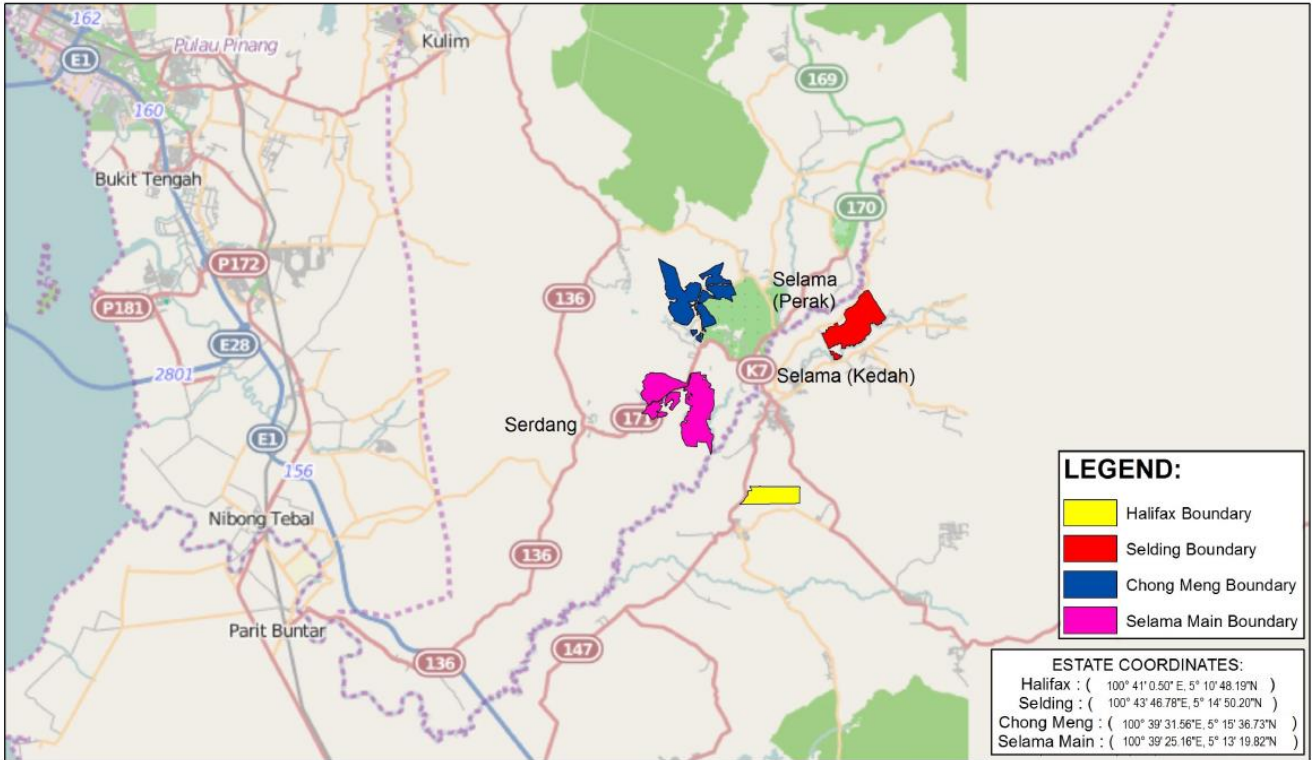 162
Pulau Pinang
Kulim
E1
169
160
Bukit Tengah
170
P172
Selama
(Perak)
P181
136
E28
2801
K7
Selama (Kedah)
Serdang
171
E1
156
Nibong Tebal
136
Parit Buntar
136
147
LEGEND:
Halifax Boundary
Selding Boundary
Chong Meng Boundary
Selama Main Boundary
ESTATE COORDINATES:
Halifax : ( 100° 41' 0.50" E, 5° 10' 48.19"N )
Selding : ( 100° 43' 46.78"E, 5° 14' 50.20"N )
Chong Meng : ( 100° 39' 31.56"E, 5° 15' 36.73"N )
Selama Main : ( 100° 39' 25.16"E, 5° 13' 19.82"N )